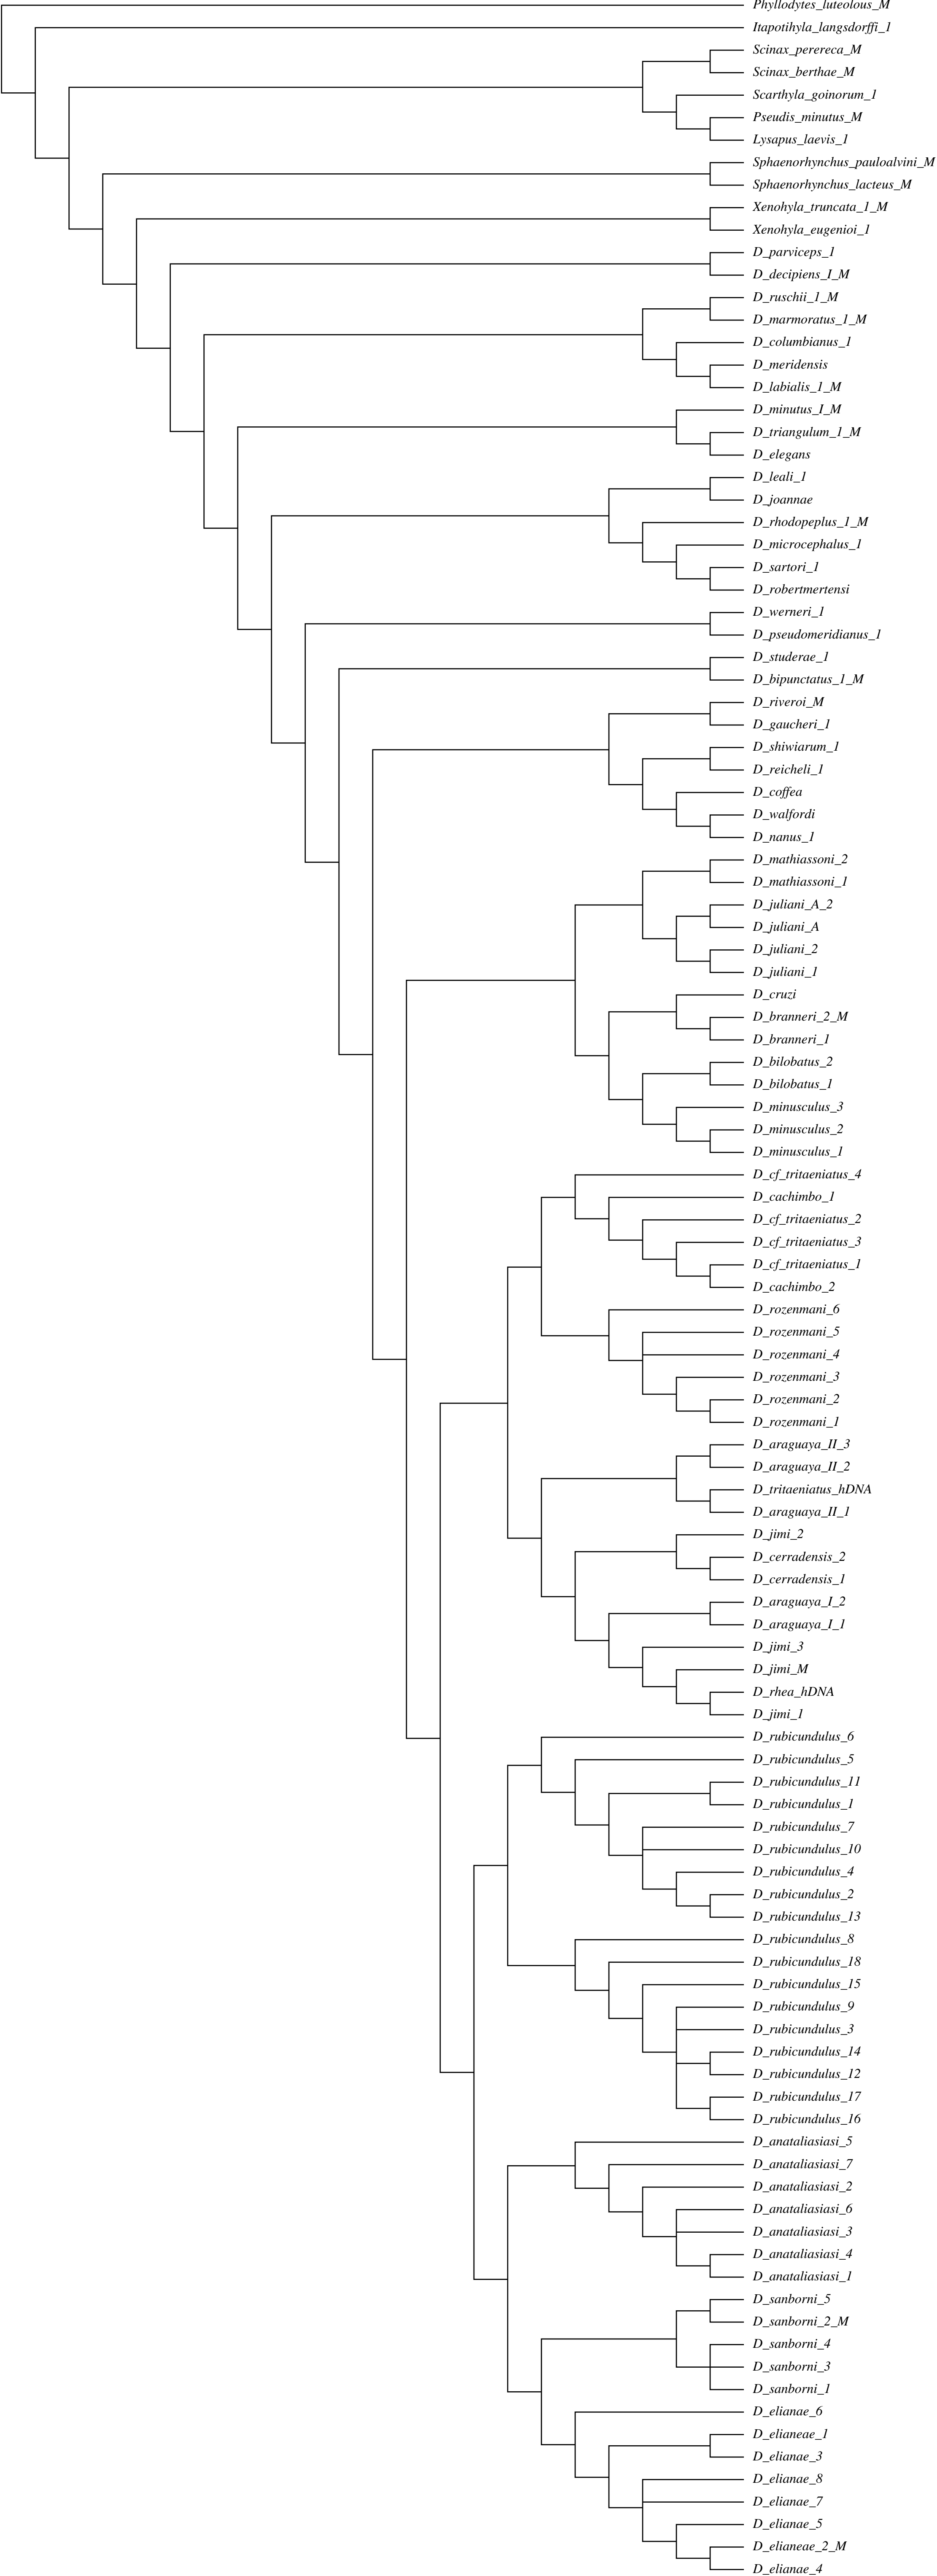 Phyllodytes_luteolous_M
Itapotihyla_langsdorffi_1
Scinax_perereca_M
Scinax_berthae_M
Scarthyla_goinorum_1
Pseudis_minutus_M
Lysapus_laevis_1
Sphaenorhynchus_pauloalvini_M
Sphaenorhynchus_lacteus_M
Xenohyla_truncata_1_M
Xenohyla_eugenioi_1
D_parviceps_1
D_decipiens_I_M
D_ruschii_1_M
D_marmoratus_1_M
D_columbianus_1
D_meridensis
D_labialis_1_M
D_minutus_I_M
D_triangulum_1_M
D_elegans
D_leali_1
D_joannae
D_rhodopeplus_1_M
D_microcephalus_1
D_sartori_1
D_robertmertensi
D_werneri_1
D_pseudomeridianus_1
D_studerae_1
D_bipunctatus_1_M
D_riveroi_M
D_gaucheri_1
D_shiwiarum_1
D_reicheli_1
D_coffea
D_walfordi
D_nanus_1
D_mathiassoni_2
D_mathiassoni_1
D_juliani_A_2
D_juliani_A
D_juliani_2
D_juliani_1
D_cruzi
D_branneri_2_M
D_branneri_1
D_bilobatus_2
D_bilobatus_1
D_minusculus_3
D_minusculus_2
D_minusculus_1
D_cf_tritaeniatus_4
D_cachimbo_1
D_cf_tritaeniatus_2
D_cf_tritaeniatus_3
D_cf_tritaeniatus_1
D_cachimbo_2
D_rozenmani_6
D_rozenmani_5
D_rozenmani_4
D_rozenmani_3
D_rozenmani_2
D_rozenmani_1
D_araguaya_II_3
D_araguaya_II_2
D_tritaeniatus_hDNA
D_araguaya_II_1
D_jimi_2
D_cerradensis_2
D_cerradensis_1
D_araguaya_I_2
D_araguaya_I_1
D_jimi_3
D_jimi_M
D_rhea_hDNA
D_jimi_1
D_rubicundulus_6
D_rubicundulus_5
D_rubicundulus_11
D_rubicundulus_1
D_rubicundulus_7
D_rubicundulus_10
D_rubicundulus_4
D_rubicundulus_2
D_rubicundulus_13
D_rubicundulus_8
D_rubicundulus_18
D_rubicundulus_15
D_rubicundulus_9
D_rubicundulus_3
D_rubicundulus_14
D_rubicundulus_12
D_rubicundulus_17
D_rubicundulus_16
D_anataliasiasi_5
D_anataliasiasi_7
D_anataliasiasi_2
D_anataliasiasi_6
D_anataliasiasi_3
D_anataliasiasi_4
D_anataliasiasi_1
D_sanborni_5
D_sanborni_2_M
D_sanborni_4
D_sanborni_3
D_sanborni_1
D_elianae_6
D_elianeae_1
D_elianae_3
D_elianae_8
D_elianae_7
D_elianae_5
D_elianeae_2_M
D_elianae_4